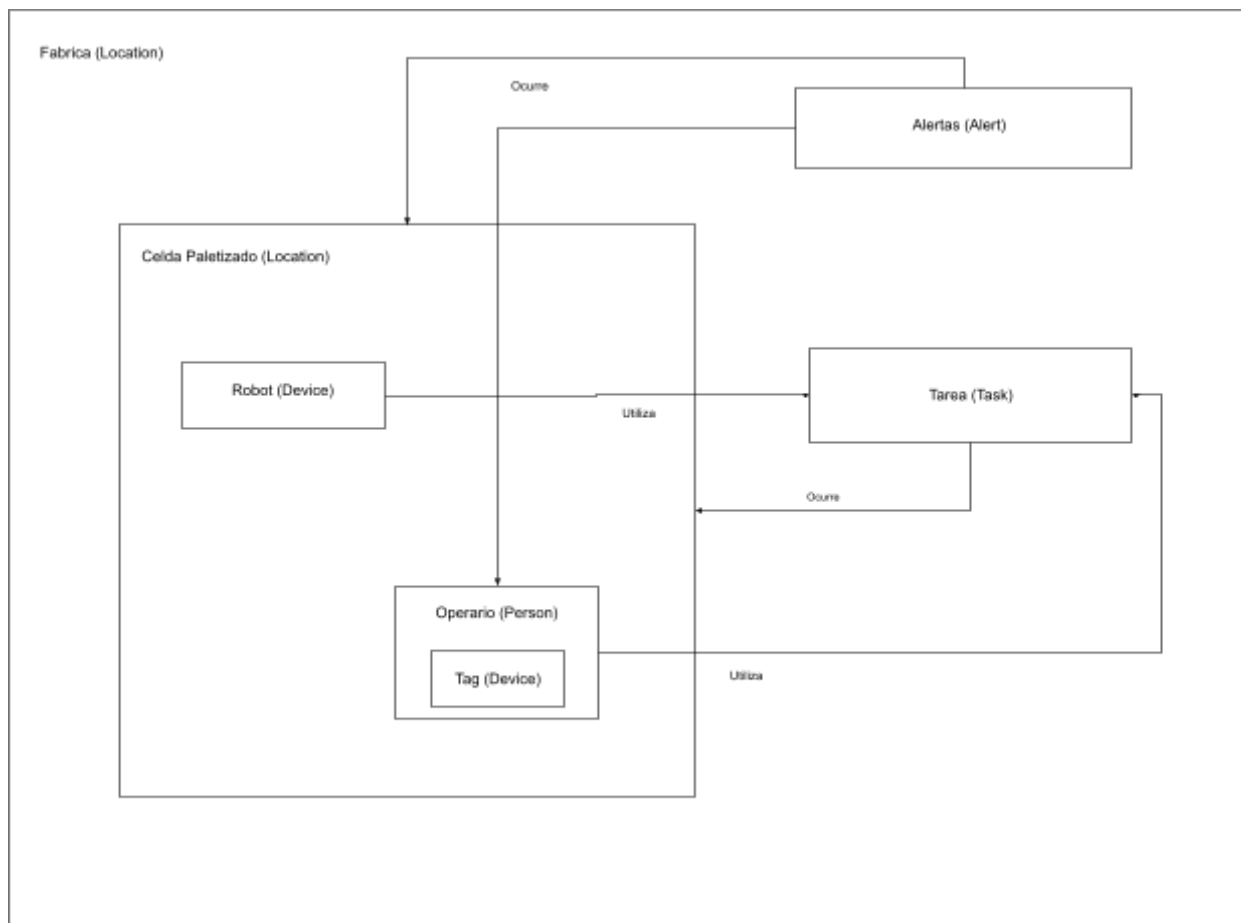 Fabrica (Location)
Ocurre
Alertas (Alert)
Celda Paletizado (Location)
Robot (Device)
Tarea (Task)
Utiliza
Ocurre
Operario (Person)
Tag (Device)
Utiliza